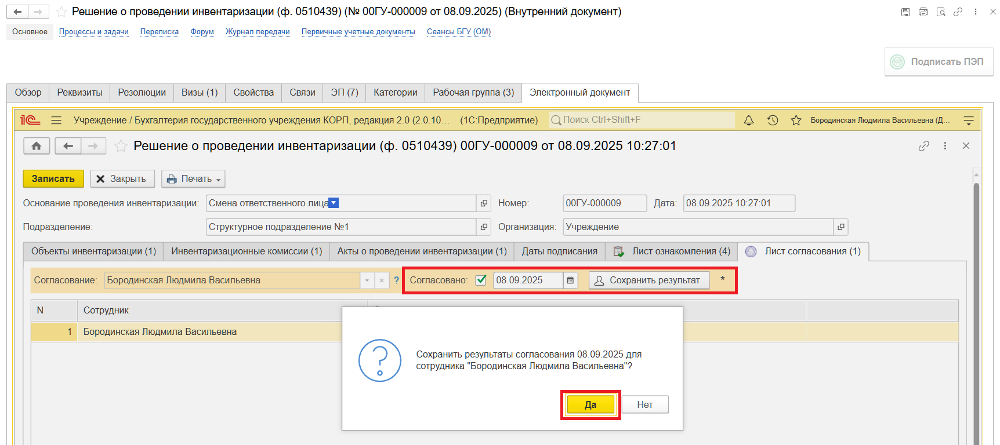 Решение о проведении инвентаризации (ф. 0510439) (№ 00ГУ-000009 от 08.09.2025) (Внутренний документ)
Основное Процессы и задачи Переписка Форум Журнал передачи Первичные учетные документы Сеансы БГУ (ОМ)
Подписать ПЭП
Обзор Реквизиты Резолюции Визы (1) Свойства Связи ЭП (7) Категории Рабочая группа (3) Электронный документ
1С Учреждение / Бухгалтерия государственного учреждения КОРП, редакция 2.0 (2.0.10... (1С:Предприятие) Поиск Ctrl+Shift+F Бородинская Людмила Васильевна (Д...
Решение о проведении инвентаризации (ф. 0510439) 00ГУ-000009 от 08.09.2025 10:27:01
Записать Закрыть Печать
Основание проведения инвентаризации: Смена ответственного лица Номер: 00ГУ-000009 Дата: 08.09.2025 10:27:01
Подразделение: Структурное подразделение №1 Организация: Учреждение
Объекты инвентаризации (1) Инвентаризационные комиссии (1) Акты о проведении инвентаризации (1) Даты подписания Лист ознакомления (4) Лист согласования (1)
Согласование: Бородинская Людмила Васильевна ? Согласовано: 08.09.2025 Сохранить результат *
N Сотрудник
1 Бородинская Людмила Васильевна
Сохранить результаты согласования 08.09.2025 для
сотрудника "Бородинская Людмила Васильевна"?
Да Нет